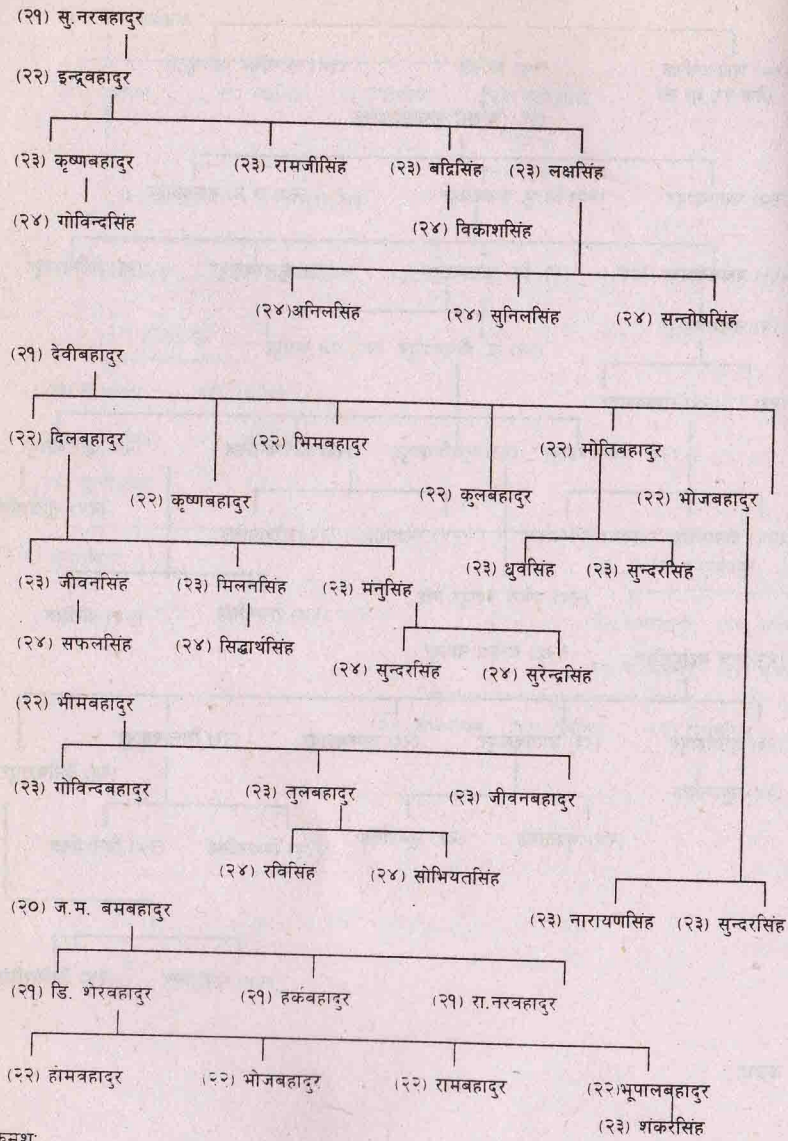 (२१) सु.नरबहादुर
(२२) इन्द्रबहादुर
(२३) कृष्णबहादुर (२३) रामजीसिंह (२३) बद्रिसिंह (२३) लक्षसिंह
(२४) गोविन्दसिंह (२४) विकाशसिंह
(२४)अनिलसिंह (२४) सुनिलसिंह (२४) सन्तोषसिंह
(२१) देवीबहादुर
(२२) दिलबहादुर (२२) भिमबहादुर (२२) मोतिबहादुर
(२२) कृष्णबहादुर (२२) कुलबहादुर (२२) भोजबहादुर
(२३) जीवनसिंह (२३) मिलनसिंह (२३) मंनुसिंह (२३) धुवसिंह (२३) सुन्दरसिंह
(२४) सफलसिंह (२४) सिद्धार्थसिंह (२४) सुन्दरसिंह (२४) सुरेन्द्रसिंह
(२२) भीमबहादुर
(२३) गोविन्दबहादुर (२३) तुलबहादुर (२३) जीवनबहादुर
(२४) रविसिंह (२४) सोभियतसिंह
(२३) नारायणसिंह (२३) सुन्दरसिंह
(२०) ज.म. बमबहादुर
(२१) डि. शेरबहादुर (२१) हर्कबहादुर (२१) रा.नरबहादुर
(२२) (२२) भोजबहादुर (२२) रामबहादुर (२२)भूपालबहादुर
(२३) शंकरसिंह
क्रमशः